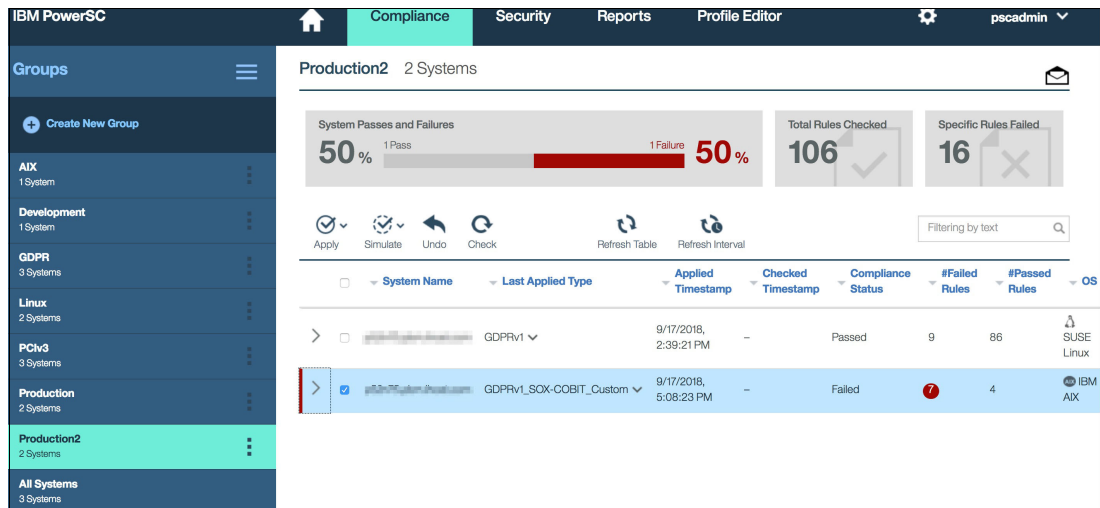 IBM PowerSC
Compliance
Security
Reports
Profile Editor
pscadmin
Groups
Create New Group
AIX
1 System
Development
1 System
GDPR
3 Systems
Linux
2 Systems
PCIv3
3 Systems
Production
2 Systems
Production2
2 Systems
All Systems
3 Systems
Production2 2 Systems
System Passes and Failures
50% 1 Pass 1 Failure 50%
Total Rules Checked
106
Specific Rules Failed
16
Apply
Simulate
Undo
Check
Refresh Table
Refresh Interval
Filtering by text
System Name
Last Applied Type
Applied
Timestamp
Checked
Timestamp
Compliance
Status
#Failed
Rules
#Passed
Rules
OS
GDPRv1
9/17/2018,
2:39:21 PM
–
Passed
9
86
SUSE
Linux
GDPRv1_SOX-COBIT_Custom
9/17/2018,
5:08:23 PM
–
Failed
7
4
AIX IBM
AIX